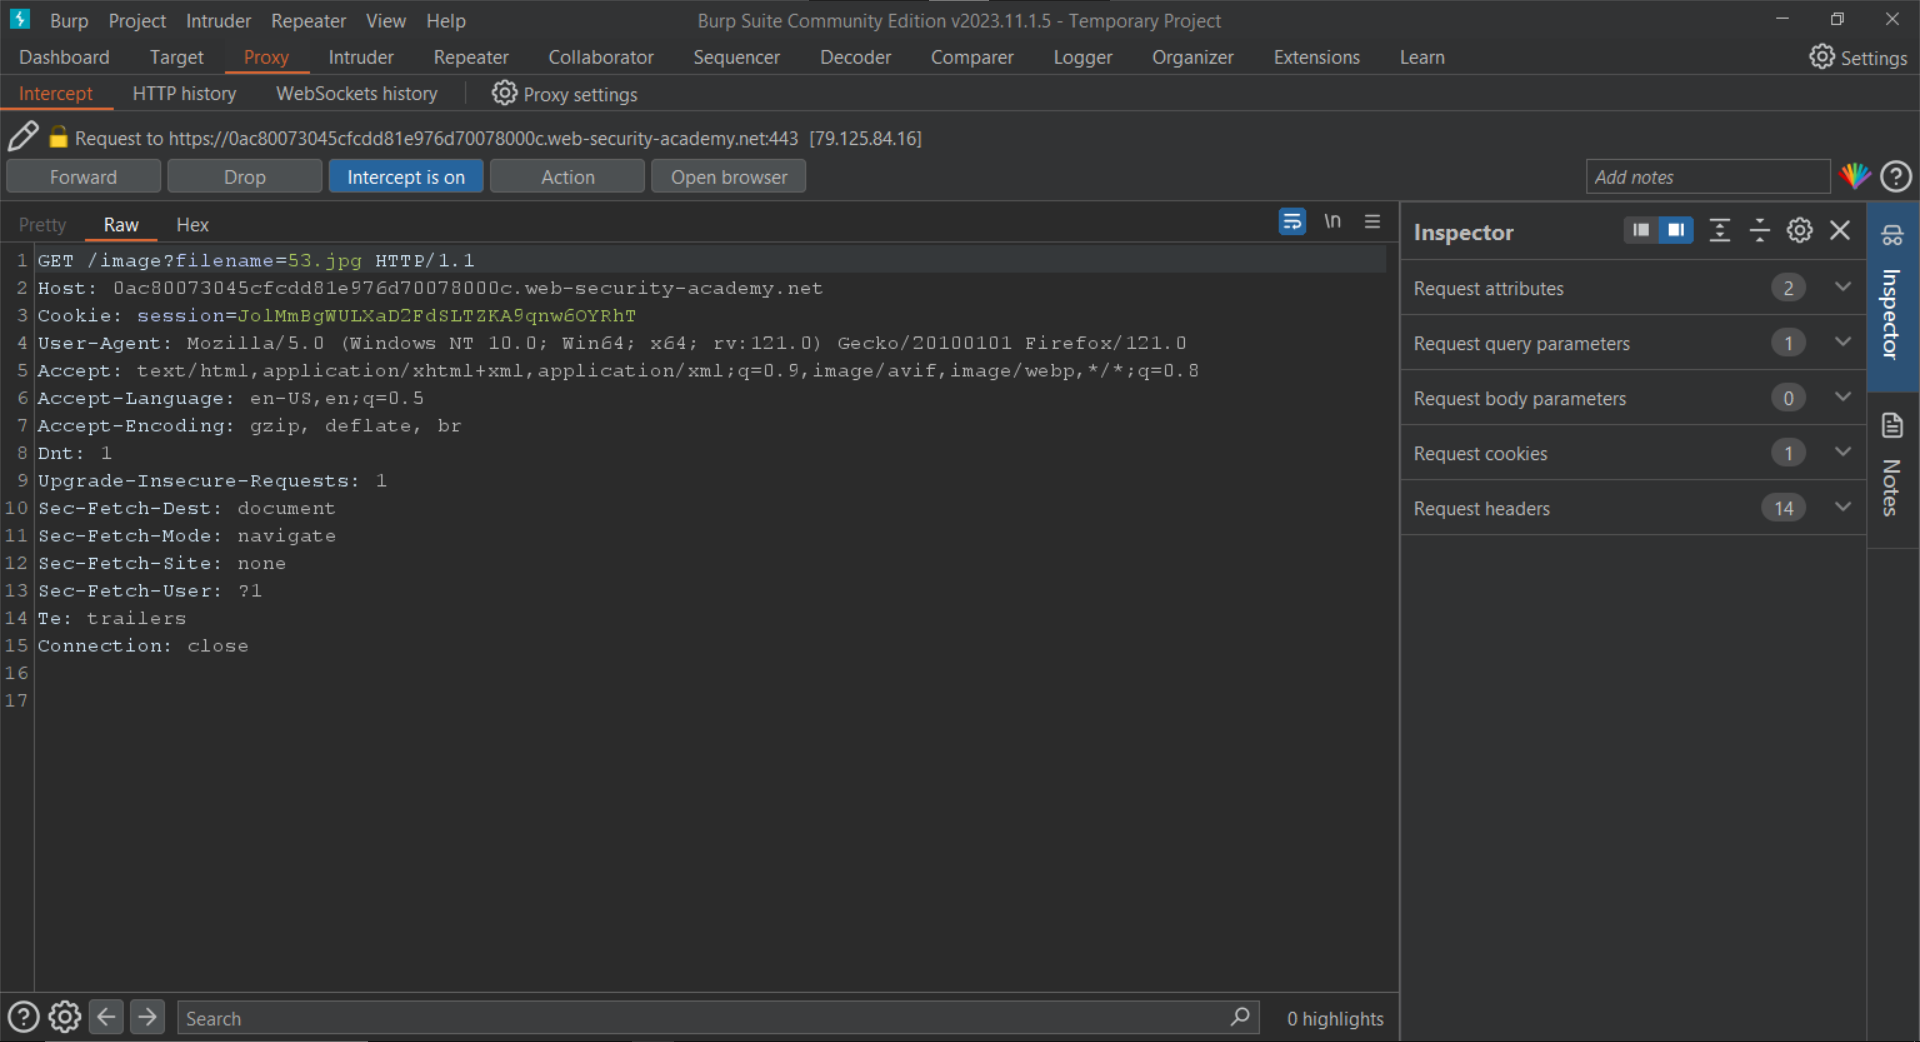 Burp Project Intruder Repeater View Help Burp Suite Community Edition v2023.11.1.5 - Temporary Project
Dashboard Target Proxy Intruder Repeater Collaborator Sequencer Decoder Comparer Logger Organizer Extensions Learn Settings
Intercept HTTP history WebSockets history Proxy settings
Request to https://0ac80073045cfcdd81e976d70078000c.web-security-academy.net:443 [79.125.84.16]
Forward Drop Intercept is on Action Open browser Add notes
Pretty Raw Hex \n
1 GET /image?filename=53.jpg HTTP/1.1
2 Host: 0ac80073045cfcdd81e976d70078000c.web-security-academy.net
3 Cookie: session=JolMmBgWULXaD2FdSLTZKA9qnw6OYRhT
4 User-Agent: Mozilla/5.0 (Windows NT 10.0; Win64; x64; rv:121.0) Gecko/20100101 Firefox/121.0
5 Accept: text/html,application/xhtml+xml,application/xml;q=0.9,image/avif,image/webp,*/*;q=0.8
6 Accept-Language: en-US,en;q=0.5
7 Accept-Encoding: gzip, deflate, br
8 Dnt: 1
9 Upgrade-Insecure-Requests: 1
10 Sec-Fetch-Dest: document
11 Sec-Fetch-Mode: navigate
12 Sec-Fetch-Site: none
13 Sec-Fetch-User: ?1
14 Te: trailers
15 Connection: close
16
17
Inspector
Request attributes 2
Request query parameters 1
Request body parameters 0
Request cookies 1
Request headers 14
Inspector
Notes
Search 0 highlights